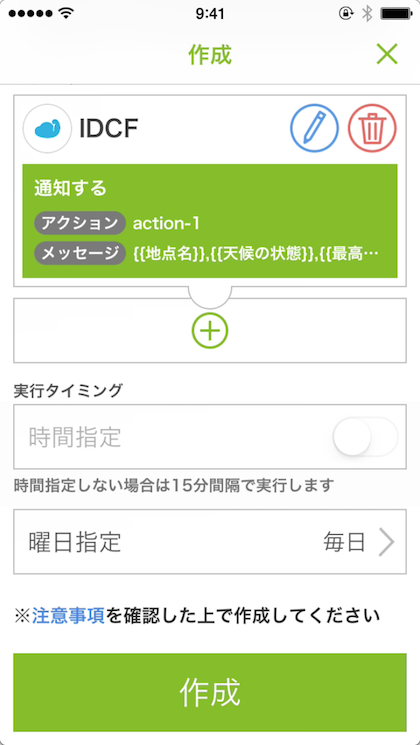 9:41
作成
IDCF
通知する
アクション action-1
メッセージ {{地点名}},{{天候の状態}},{{最高…
実行タイミング
時間指定
時間指定しない場合は15分間隔で実行します
曜日指定 毎日
※注意事項を確認した上で作成してください
作成